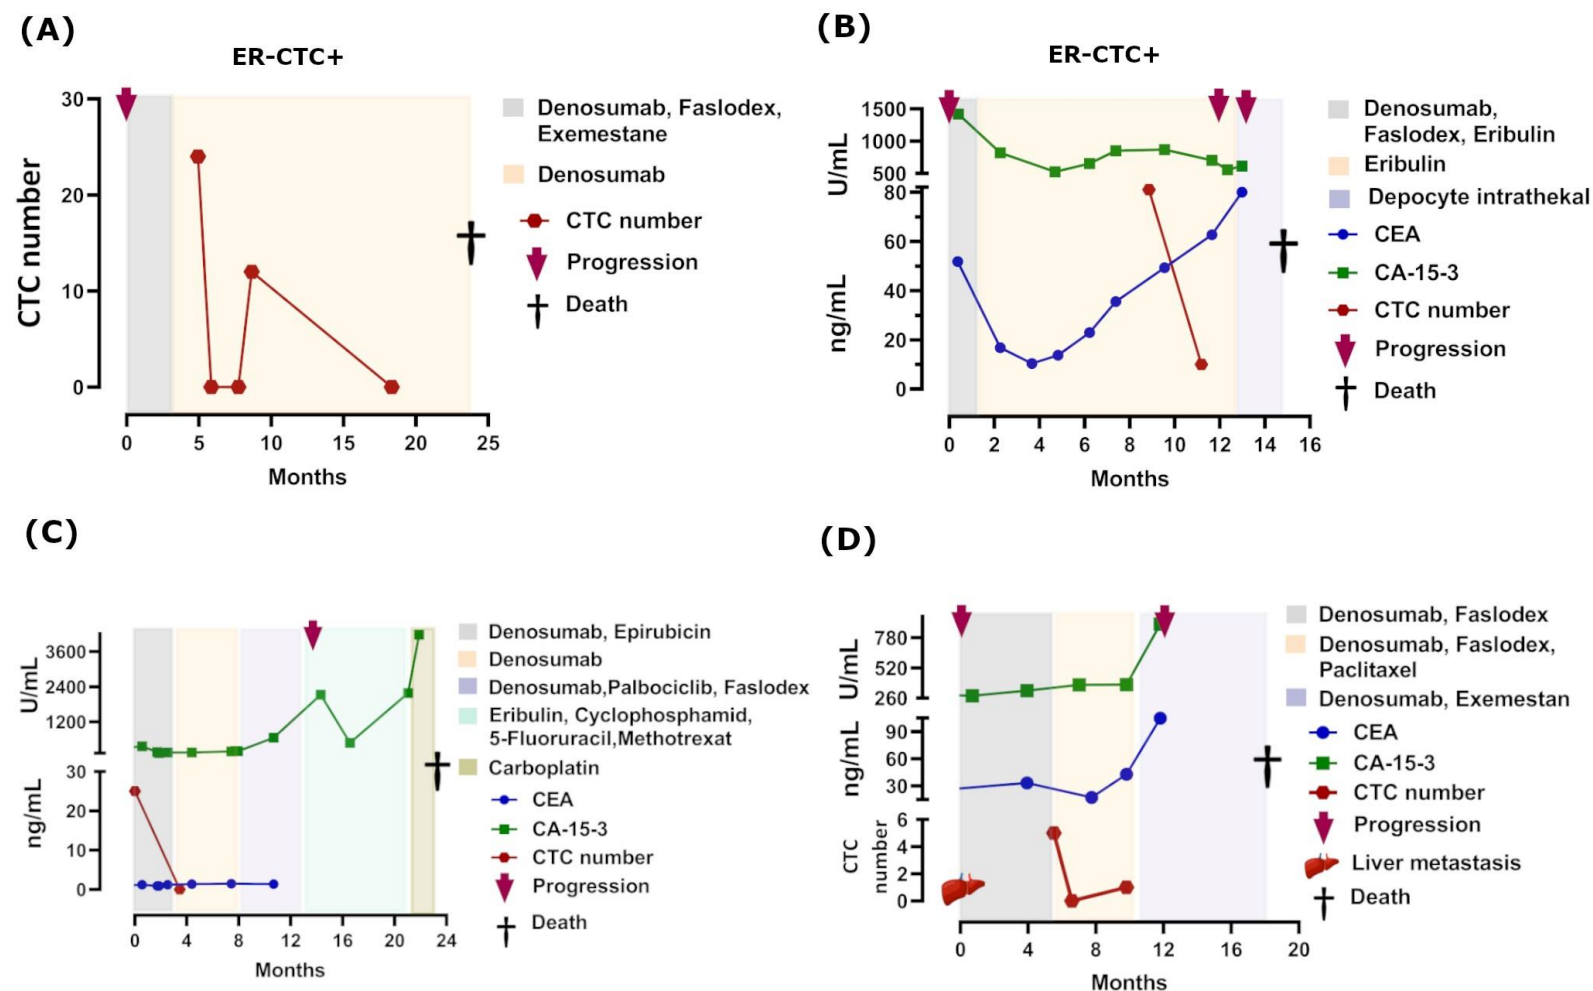 (A)
ER-CTC+
30
20
10
0
CTC number
0 5 10 15 20 25
Months
Denosumab, Faslodex,
Exemestane
Denosumab
CTC number
Progression
Death
(B)
ER-CTC+
1500
1000
500
U/mL
80
60
40
20
0
ng/mL
0 2 4 6 8 10 12 14 16
Months
Denosumab,
Faslodex, Eribulin
Eribulin
Depocyte intrathekal
CEA
CA-15-3
CTC number
Progression
Death
(C)
3600
2400
1200
U/mL
30
20
10
0
ng/mL
0 4 8 12 16 20 24
Months
Denosumab, Epirubicin
Denosumab
Denosumab,Palbociclib, Faslodex
Eribulin, Cyclophosphamid,
5-Fluoruracil,Methotrexat
Carboplatin
CEA
CA-15-3
CTC number
Progression
Death
(D)
780
520
260
U/mL
90
60
30
ng/mL
6
4
2
0
CTC
number
0 4 8 12 16 20
Months
Denosumab, Faslodex
Denosumab, Faslodex,
Paclitaxel
Denosumab, Exemestan
CEA
CA-15-3
CTC number
Progression
Liver metastasis
Death